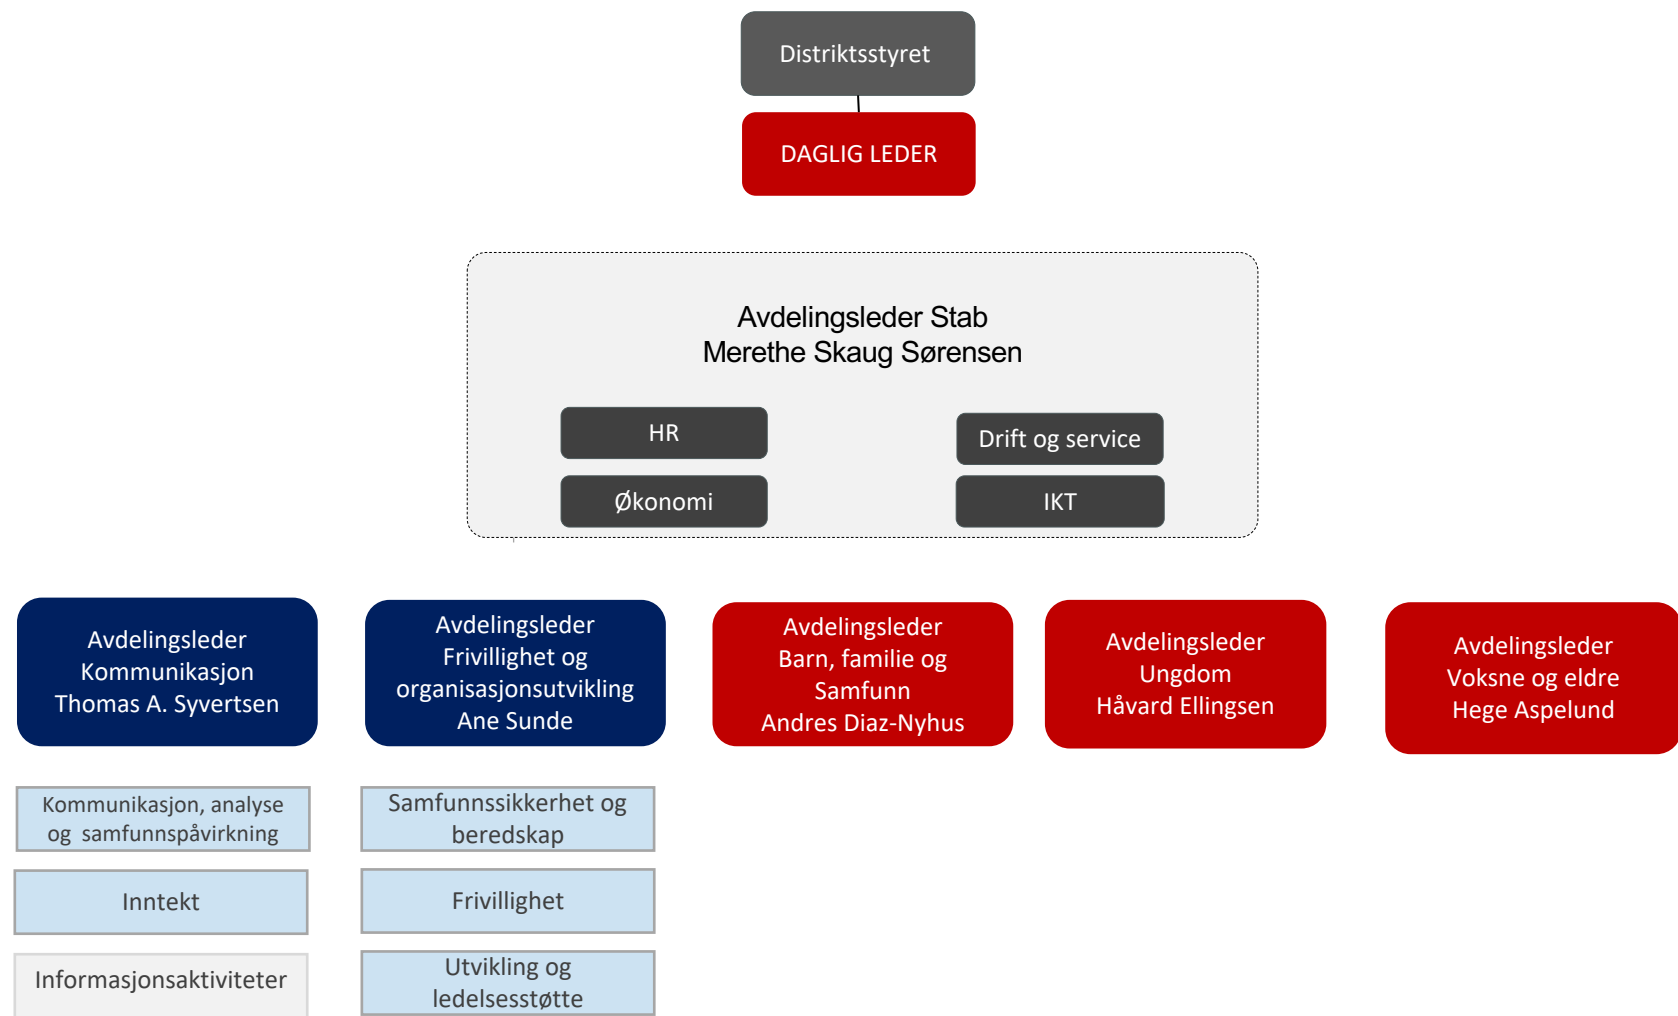 Distriktsstyret
DAGLIG LEDER
Avdelingsleder Stab
Merethe Skaug Sørensen
HR
Drift og service
Økonomi
IKT
Avdelingsleder
Kommunikasjon
Thomas A. Syvertsen
Avdelingsleder
Frivillighet og
organisasjonsutvikling
Ane Sunde
Avdelingsleder
Barn, familie og
Samfunn
Andres Diaz-Nyhus
Avdelingsleder
Ungdom
Håvard Ellingsen
Avdelingsleder
Voksne og eldre
Hege Aspelund
Kommunikasjon, analyse
og samfunnspåvirkning
Samfunnssikkerhet og
beredskap
Inntekt
Frivillighet
Informasjonsaktiviteter
Utvikling og
ledelsesstøtte